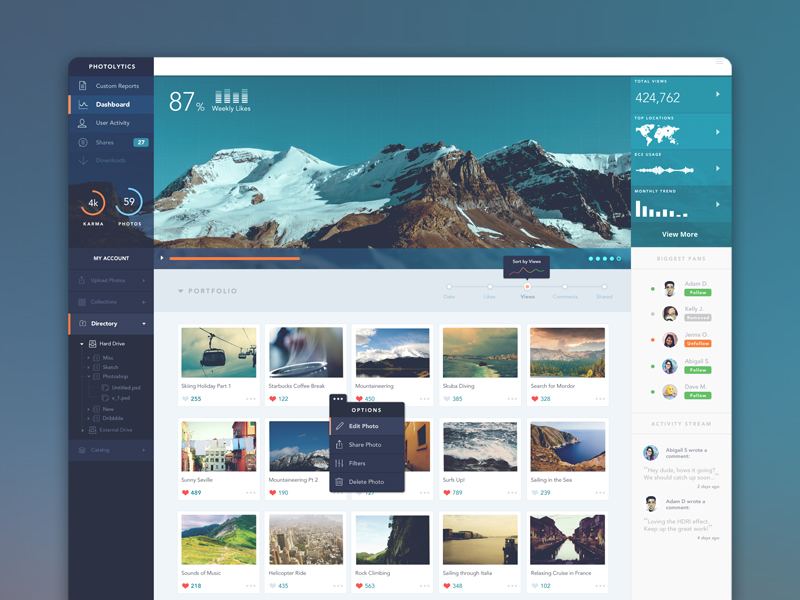 PHOTOLYTICS
Custom Reports
Dashboard
User Activity
Shares 27
Downloads
4k 59
KARMA PHOTOS
MY ACCOUNT
Upload Photos
Collections
Directory
Hard Drive
Misc
Sketch
Photoshop
Untitled.psd
v_1.psd
New
Dribbble
External Drive
Catalog
87%
Weekly Likes
TOTAL VIEWS
424,762
TOP LOCATIONS
ECE USAGE
MONTHLY TREND
View More
PORTFOLIO
Sort by Views
Date Likes Views Comments Shared
Skiing Holiday Part 1 Starbucks Coffee Break Mountaineering Skuba Diving Search for Mordor
255 122 450 385 328
OPTIONS
Edit Photo
Share Photo
Filters
Delete Photo
Sunny Seville Mountaineering Pt 2 Surfs Up! Sailing in the Sea
489 190 127 789 239
Sounds of Music Helicopter Ride Rock Climbing Sailing through Italia Relaxing Cruise in France
218 435 563 348 102
BIGGEST FANS
Adam D.
Follow
Kelly J.
Removed
Jenna O.
Unfollow
Abigail S.
Follow
Dave M.
Follow
ACTIVITY STREAM
Abigail S wrote a
comment:
"Hey dude, hows it going?
We should catch up soon..."
2 days ago
Adam D wrote a
comment:
"Loving the HDRI effect.
Keep up the great work!"
4 days ago